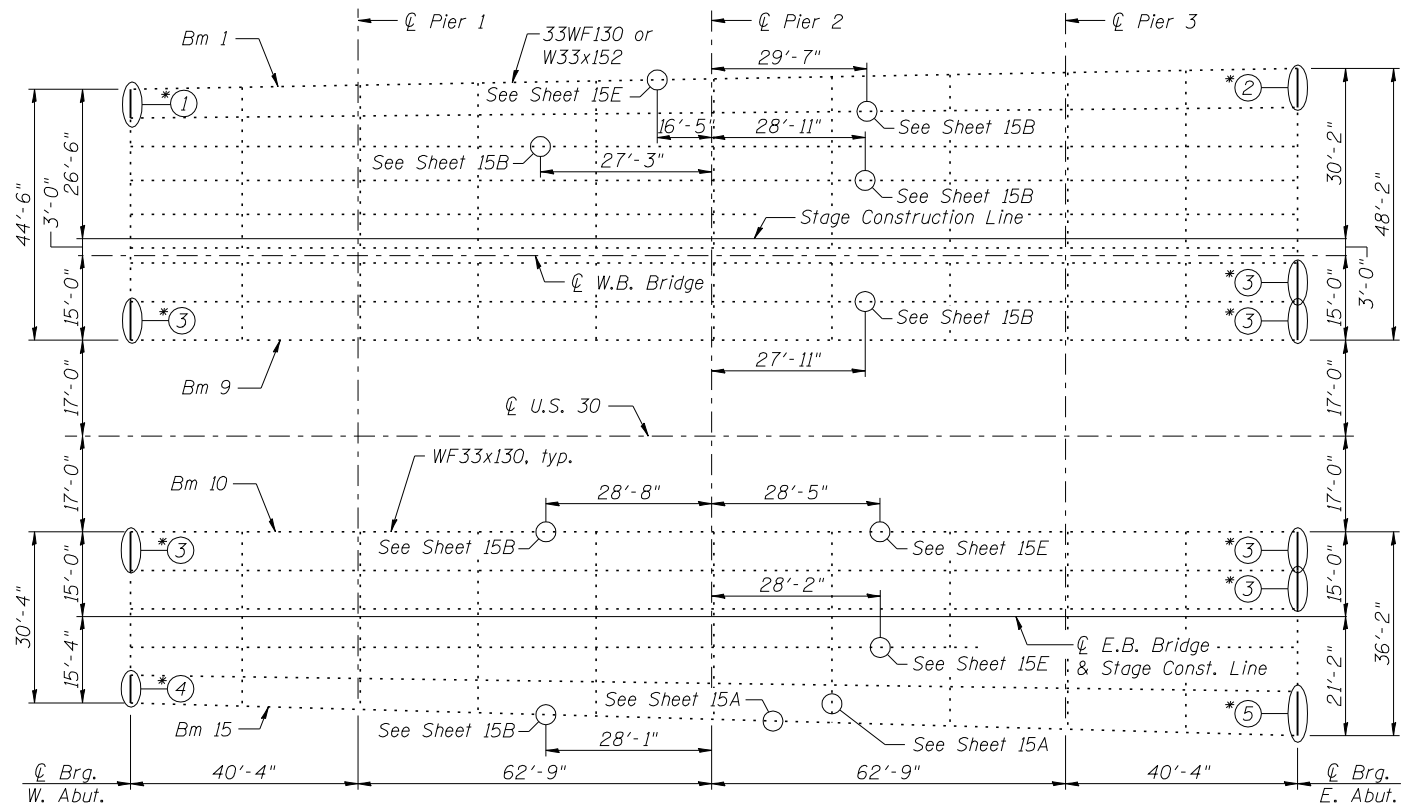 ℄ Pier 1
℄ Pier 2
℄ Pier 3
Bm 1
33WF130 or
W33x152
See Sheet 15E
29'-7"
* 1
* 2
16'-5"
28'-11"
See Sheet 15B
See Sheet 15B
27'-3"
See Sheet 15B
Stage Construction Line
44'-6"
26'-6"
3'-0"
15'-0"
30'-2"
48'-2"
3'-0"
15'-0"
℄ W.B. Bridge
* 3
* 3
* 3
See Sheet 15B
27'-11"
Bm 9
17'-0"
17'-0"
℄ U.S. 30
17'-0"
17'-0"
Bm 10
WF33x130, typ.
28'-8"
28'-5"
See Sheet 15B
See Sheet 15E
* 3
* 3
* 3
30'-4"
15'-0"
15'-4"
15'-0"
21'-2"
36'-2"
28'-2"
℄ E.B. Bridge
& Stage Const. Line
See Sheet 15E
* 4
* 5
Bm 15
See Sheet 15B
See Sheet 15A
See Sheet 15A
28'-1"
℄ Brg.
W. Abut.
40'-4"
62'-9"
62'-9"
40'-4"
℄ Brg.
E. Abut.